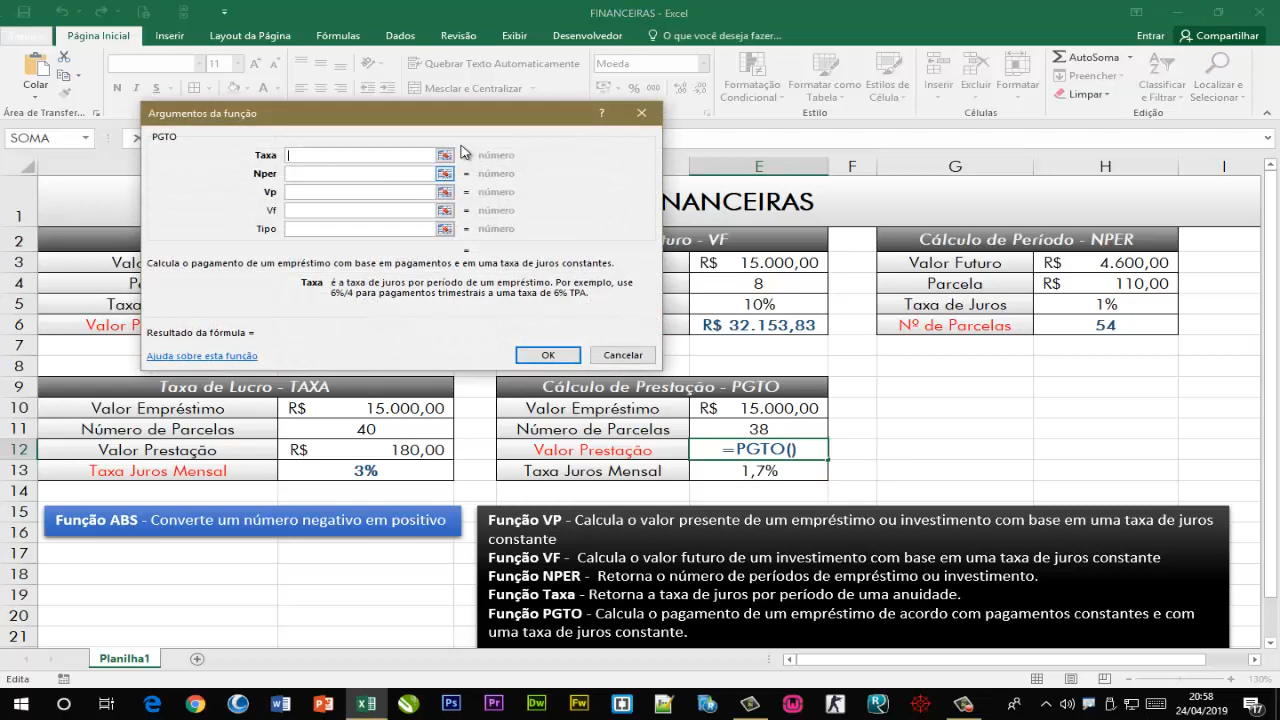 FINANCEIRAS - Excel
Página Inicial Inserir Layout da Página Fórmulas Dados Revisão Exibir Desenvolvedor O que você deseja fazer... Entrar Compartilhar
Colar
11
N
Quebrar Texto Automaticamente
Mesclar e Centralizar
Moeda
% 000
Formatação Condicional
Formatar como Tabela
Estilos de Célula
Inserir Excluir Formatar
AutoSoma
Preencher
Limpar
Classificar e Filtrar
Localizar e Selecionar
Área de Transfer...
Células
Edição
SOMA
Argumentos da função ? ×
PGTO
Taxa = número
Nper = número
Vp = número
Vf = número
Tipo = número
=
Calcula o pagamento de um empréstimo com base em pagamentos e em uma taxa de juros constantes.
Taxa é a taxa de juros por período de um empréstimo. Por exemplo, use
6%/4 para pagamentos trimestrais a uma taxa de 6% TPA.
Resultado da fórmula =
Ajuda sobre esta função OK Cancelar
E F G H I
1 NANCEIRAS
2 uro - VF Cálculo de Período - NPER
3 Valo R$ 15.000,00 Valor Futuro R$ 4.600,00
4 Pa 8 Parcela R$ 110,00
5 Taxa 10% Taxa de Juros 1%
6 Valor P R$ 32.153,83 Nº de Parcelas 54
7
8
9 Taxa de Lucro - TAXA Cálculo de Prestação - PGTO
10 Valor Empréstimo R$ 15.000,00 Valor Empréstimo R$ 15.000,00
11 Número de Parcelas 40 Número de Parcelas 38
12 Valor Prestação R$ 180,00 Valor Prestação =PGTO()
13 Taxa Juros Mensal 3% Taxa Juros Mensal 1,7%
14
15
16
17
18
19
20
21
Função ABS - Converte um número negativo em positivo
Função VP - Calcula o valor presente de um empréstimo ou investimento com base em uma taxa de juros
constante
Função VF - Calcula o valor futuro de um investimento com base em uma taxa de juros constante
Função NPER - Retorna o número de períodos de empréstimo ou investimento.
Função Taxa - Retorna a taxa de juros por período de uma anuidade.
Função PGTO - Calcula o pagamento de um empréstimo de acordo com pagamentos constantes e com
uma taxa de juros constante.
Planilha1
Edita 130%
20:58
24/04/2019